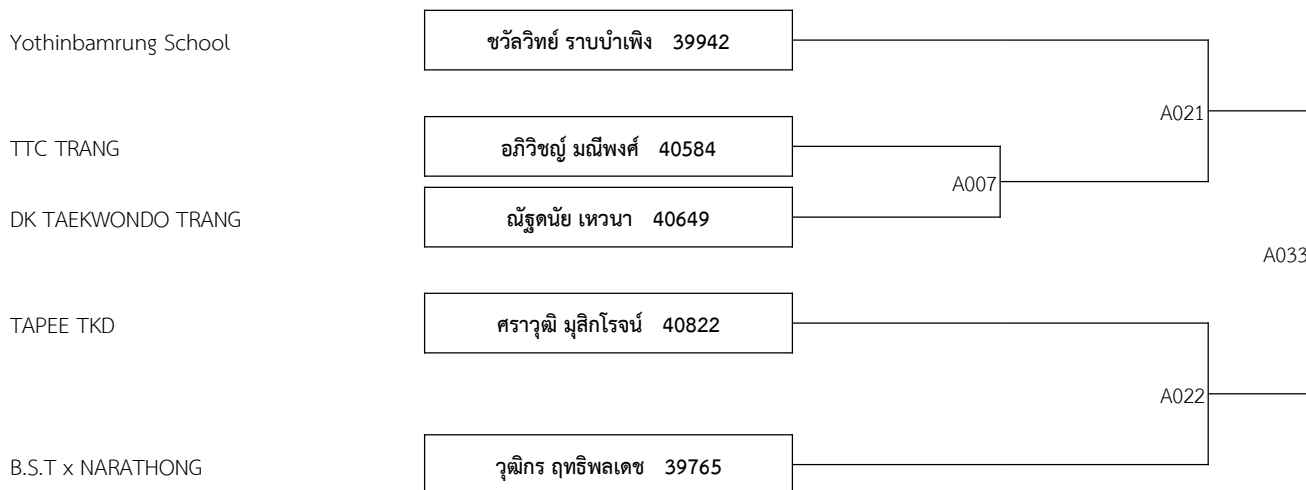 Yothinbamrung School ชวัลวิทย์ ราบบำเพิง 39942
A021
TTC TRANG อภิวิชญ์ มณีพงศ์ 40584
A007
DK TAEKWONDO TRANG ณัฐดนัย เหวนา 40649
A033
TAPEE TKD ศราวุฒิ มุสิกโรจน์ 40822
A022
B.S.T x NARATHONG วุฒิกร ฤทธิพลเดช 39765